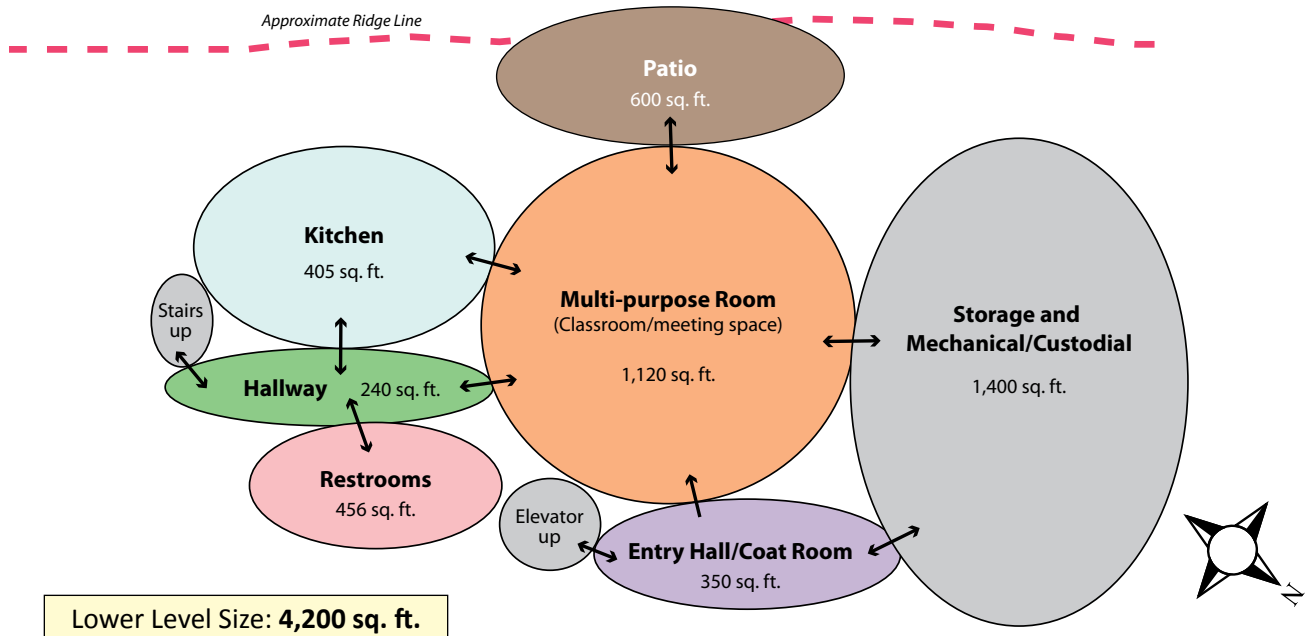 Approximate Ridge Line
Patio
600 sq. ft.
Kitchen
405 sq. ft.
Stairs
up
Hallway 240 sq. ft.
Restrooms
456 sq. ft.
Multi-purpose Room
(Classroom/meeting space)
1,120 sq. ft.
Storage and
Mechanical/Custodial
1,400 sq. ft.
Elevator
up
Entry Hall/Coat Room
350 sq. ft.
N
Lower Level Size: 4,200 sq. ft.